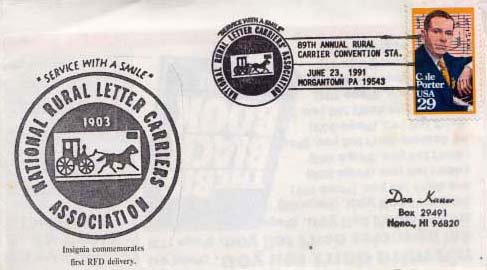 "SERVICE WITH A SMILE"
NATIONAL RURAL LETTER CARRIERS
1903
ASSOCIATION
Insignia commemorates
first RFD delivery.
"SERVICE WITH A SMILE"
NATIONAL RURAL LETTER CARRIERS' ASSOCIATION
89TH ANNUAL RURAL
CARRIER CONVENTION STA.
JUNE 23, 1991
MORGANTOWN PA 19543
Cole
Porter
USA
29
Don
Box 29491
Hono., HI 96820